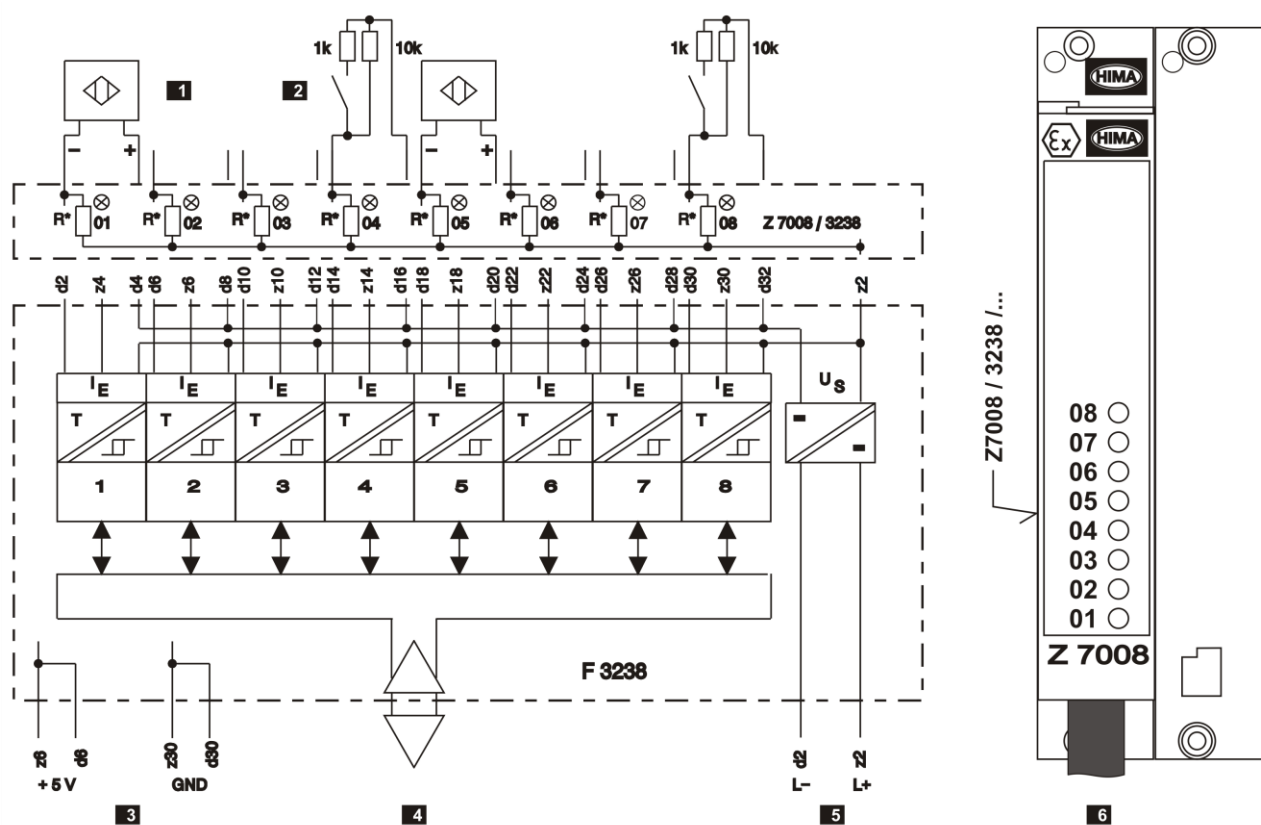 1k 10k 1k 10k
1 2
− + − +
R* 01 R* 02 R* 03 R* 04 R* 05 R* 06 R* 07 R* 08 Z 7008 / 3238
d2 z4 d4 d6 z6 d8 d10 z10 d12 d14 z14 d16 d18 z18 d20 d22 z22 d24 d26 z26 d28 d30 z30 d32 z2
IE IE IE IE IE IE IE IE US
T T T T T T T T
1 2 3 4 5 6 7 8
F 3238
z6 d6 z30 d30 d2 z2
+ 5 V GND L− L+
3 4 5
HIMA
Ex HIMA
Z7008 / 3238 /...
08
07
06
05
04
03
02
01
Z 7008
6